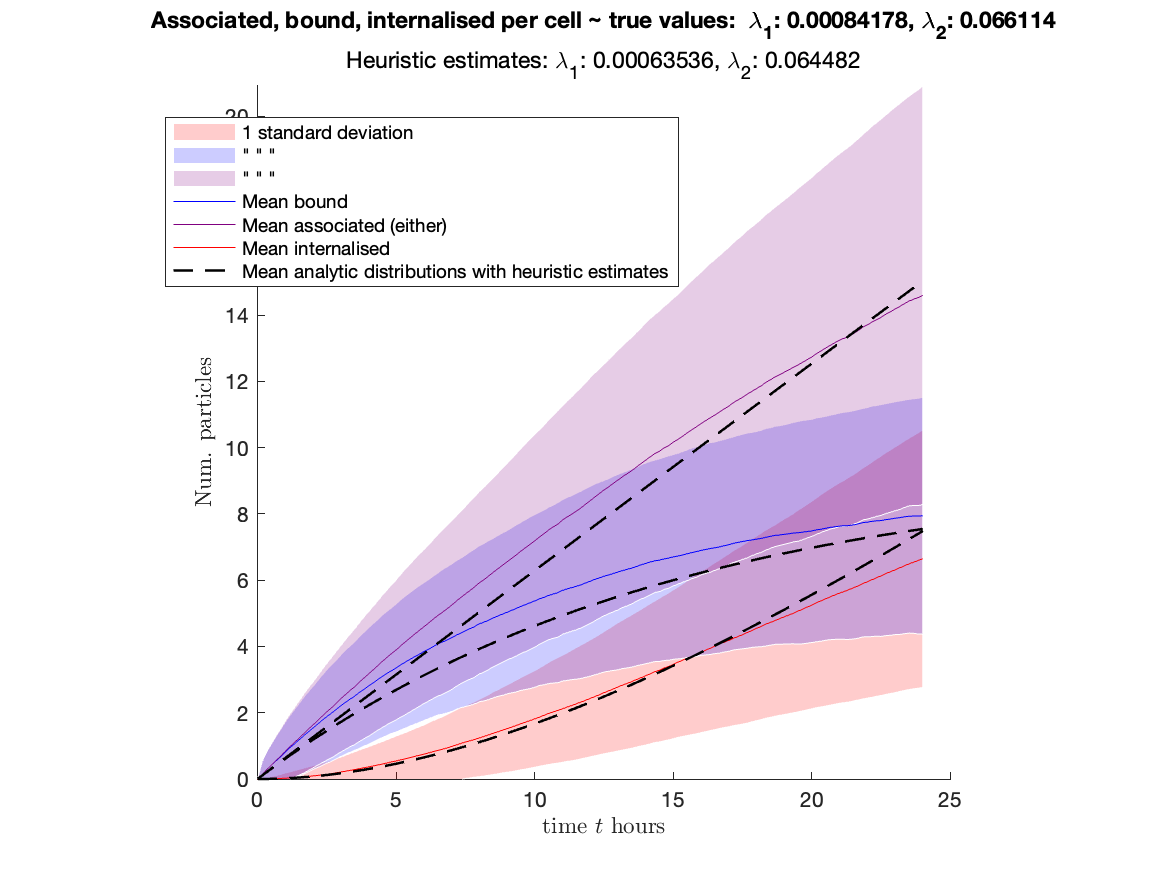 Associated, bound, internalised per cell ~ true values: λ1: 0.00084178, λ2: 0.066114
Heuristic estimates: λ1: 0.00063536, λ2: 0.064482
20
1 standard deviation
" " "
" " "
Mean bound
Mean associated (either)
Mean internalised
Mean analytic distributions with heuristic estimates
14
12
10
8
6
4
2
0
Num. particles
0 5 10 15 20 25
time t hours